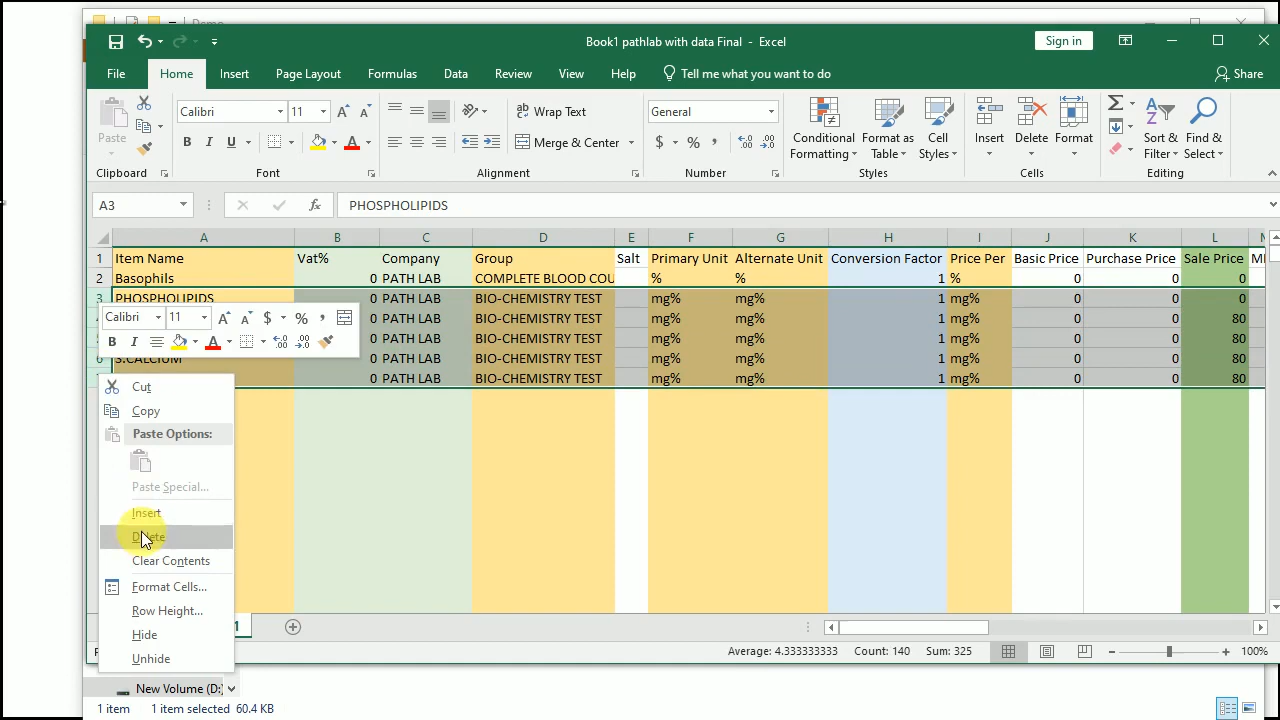 Demo
Book1 pathlab with data Final - Excel
Sign in
File Home Insert Page Layout Formulas Data Review View Help Tell me what you want to do Share
Paste
Calibri 11
B I U
Wrap Text
Merge & Center
General
$ % ,
Conditional Formatting
Format as Table
Cell Styles
Insert Delete Format
Σ
Sort & Filter
Find & Select
Clipboard Font Alignment Number Styles Cells Editing
A3 fx PHOSPHOLIPIDS
A B C D E F G H I J K L M
1 Item Name Vat% Company Group Salt Primary Unit Alternate Unit Conversion Factor Price Per Basic Price Purchase Price Sale Price
2 Basophils 0 PATH LAB COMPLETE BLOOD COU % % 1 % 0 0 0
3 PHOSPHOLIPIDS 0 PATH LAB BIO-CHEMISTRY TEST mg% mg% 1 mg% 0 0 0
0 PATH LAB BIO-CHEMISTRY TEST mg% mg% 1 mg% 0 0 80
0 PATH LAB BIO-CHEMISTRY TEST mg% mg% 1 mg% 0 0 80
6 S.CALCIUM 0 PATH LAB BIO-CHEMISTRY TEST mg% mg% 1 mg% 0 0 80
0 PATH LAB BIO-CHEMISTRY TEST mg% mg% 1 mg% 0 0 80
Calibri 11 A A $ % ,
B I A
Cut
Copy
Paste Options:
Paste Special...
Insert
Delete
Clear Contents
Format Cells...
Row Height...
Hide
Unhide
1
Average: 4.333333333 Count: 140 Sum: 325 100%
New Volume (D:)
1 item 1 item selected 60.4 KB